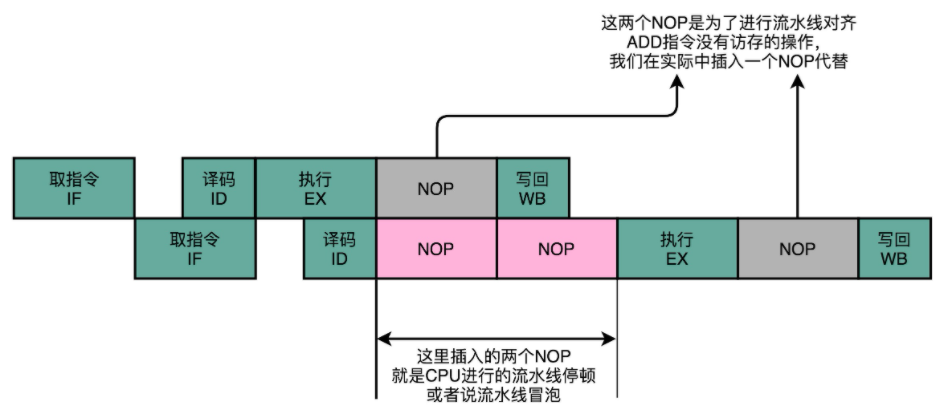 这两个NOP是为了进行流水线对齐
ADD指令没有访存的操作，
我们在实际中插入一个NOP代替
取指令
IF
译码
ID
执行
EX
NOP
写回
WB
取指令
IF
译码
ID
NOP
NOP
执行
EX
NOP
写回
WB
这里插入的两个NOP
就是CPU进行的流水线停顿
或者说流水线冒泡